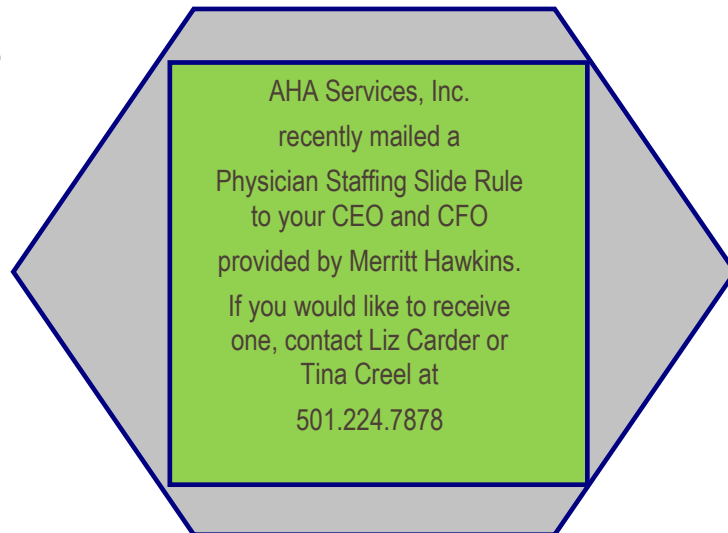 AHA Services, Inc.
recently mailed a
Physician Staffing Slide Rule
to your CEO and CFO
provided by Merritt Hawkins.
If you would like to receive
one, contact Liz Carder or
Tina Creel at
501.224.7878